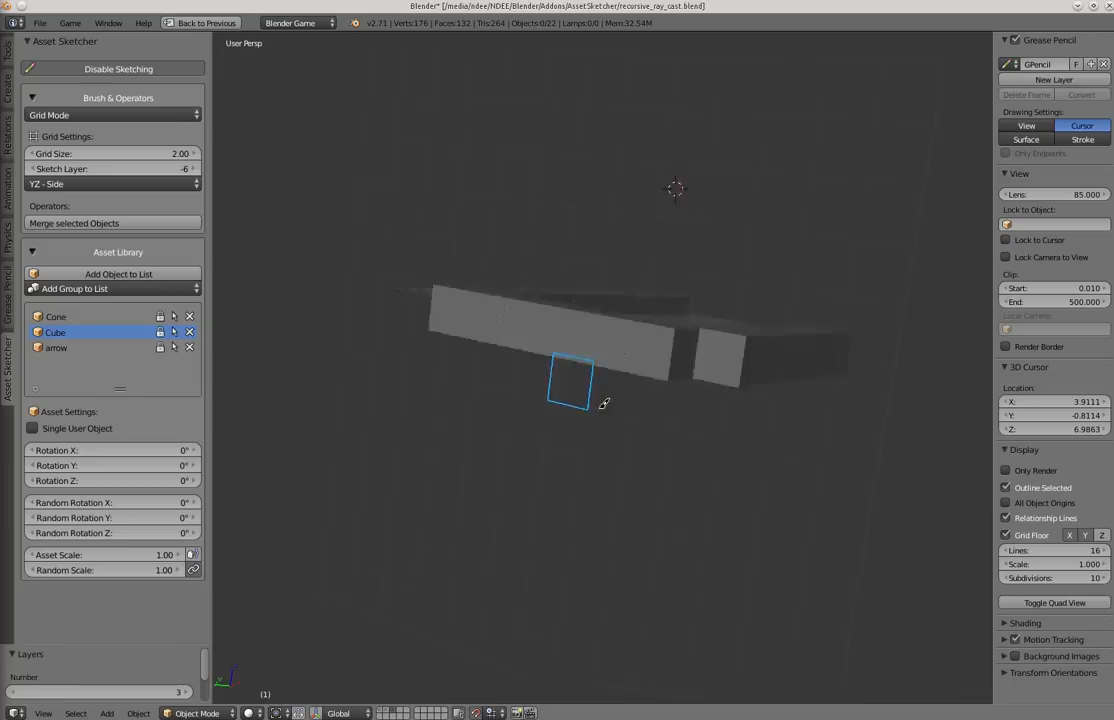 Blender* [/media/ndee/NDEE/Blender/Addons/AssetSketcher/recursive_ray_cast.blend]
File Game Window Help Back to Previous Blender Game v2.71 | Verts:176 | Faces:132 | Tris:264 | Objects:0/22 | Lamps:0/0 | Mem:32.54M
Asset Sketcher
Disable Sketching
Brush & Operators
Grid Mode
Grid Settings:
Grid Size: 2.00
Sketch Layer: -6
YZ - Side
Operators:
Merge selected Objects
Asset Library
Add Object to List
Add Group to List
Cone
Cube
arrow
Asset Settings:
Single User Object
Rotation X: 0°
Rotation Y: 0°
Rotation Z: 0°
Random Rotation X: 0°
Random Rotation Y: 0°
Random Rotation Z: 0°
Asset Scale: 1.00
Random Scale: 1.00
Layers
Number
3
Tools
Create
Relations
Animation
Physics
Grease Pencil
Asset Sketcher
User Persp
(1)
View Select Add Object Object Mode Global
Grease Pencil
GPencil F
New Layer
Delete Frame Convert
Drawing Settings:
View Cursor
Surface Stroke
Only Endpoints
View
Lens: 85.000
Lock to Object:
Lock to Cursor
Lock Camera to View
Clip:
Start: 0.010
End: 500.000
Local Camera:
Render Border
3D Cursor
Location:
X: 3.9111
Y: -0.8114
Z: 6.9863
Display
Only Render
Outline Selected
All Object Origins
Relationship Lines
Grid Floor X Y Z
Lines: 16
Scale: 1.000
Subdivisions: 10
Toggle Quad View
Shading
Motion Tracking
Background Images
Transform Orientations